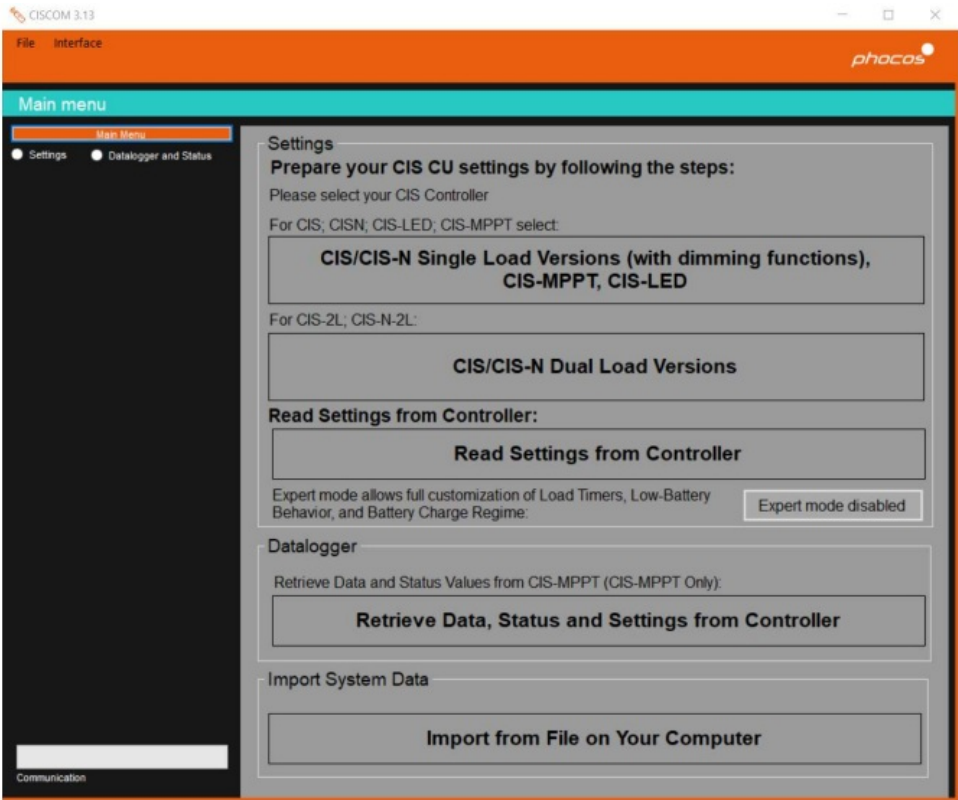 CISCOM 3.13
File Interface
phocos
Main menu
Main Menu
Settings Datalogger and Status
Settings
Prepare your CIS CU settings by following the steps:
Please select your CIS Controller
For CIS; CISN; CIS-LED; CIS-MPPT select:
CIS/CIS-N Single Load Versions (with dimming functions),
CIS-MPPT, CIS-LED
For CIS-2L; CIS-N-2L:
CIS/CIS-N Dual Load Versions
Read Settings from Controller:
Read Settings from Controller
Expert mode allows full customization of Load Timers, Low-Battery
Behavior, and Battery Charge Regime:
Expert mode disabled
Datalogger
Retrieve Data and Status Values from CIS-MPPT (CIS-MPPT Only):
Retrieve Data, Status and Settings from Controller
Import System Data
Import from File on Your Computer
Communication